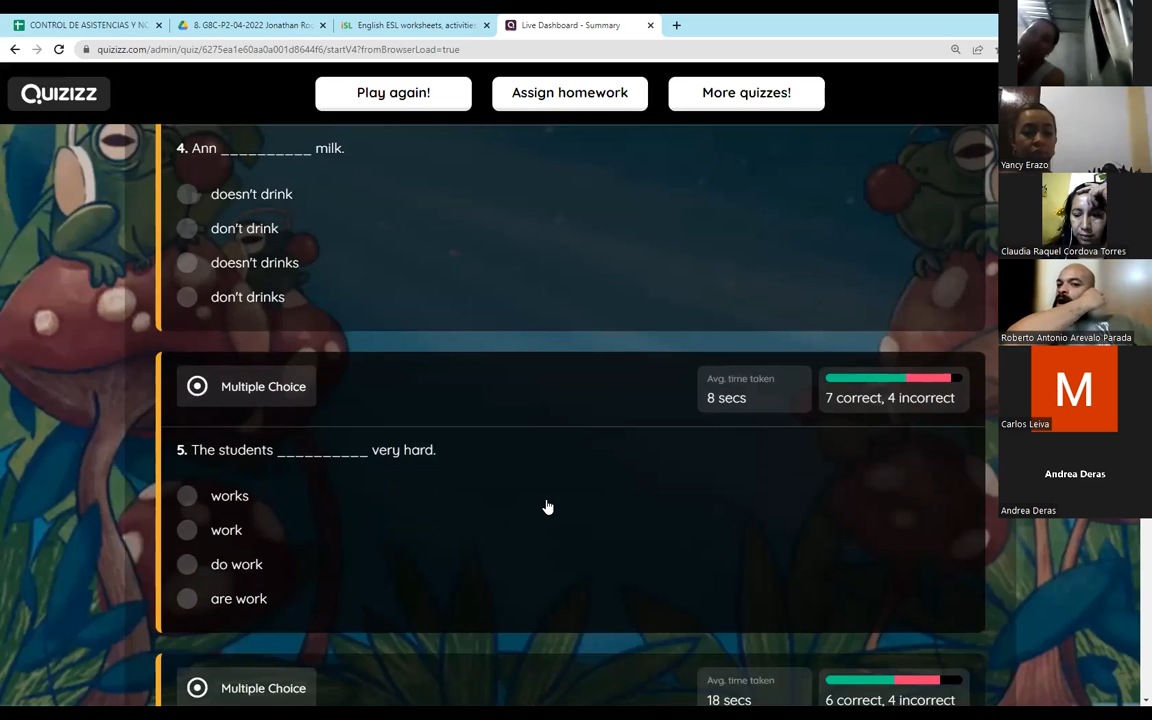 CONTROL DE ASISTENCIAS Y NO
8. G8C-P2-04-2022 Jonathan Ro
English ESL worksheets, activitie
Live Dashboard - Summary
quizizz.com/admin/quiz/6275ea1e60aa0a001d8644f6/startV4?fromBrowserLoad=true
QUIZIZZ
Play again!
Assign homework
More quizzes!
4. Ann __________ milk.
doesn't drink
don't drink
doesn't drinks
don't drinks
Multiple Choice
Avg. time taken
8 secs
7 correct, 4 incorrect
5. The students __________ very hard.
works
work
do work
are work
Multiple Choice
Avg. time taken
18 secs
6 correct, 4 incorrect
Yancy Erazo
Claudia Raquel Cordova Torres
Roberto Antonio Arevalo Parada
M
Carlos Leiva
Andrea Deras
Andrea Deras